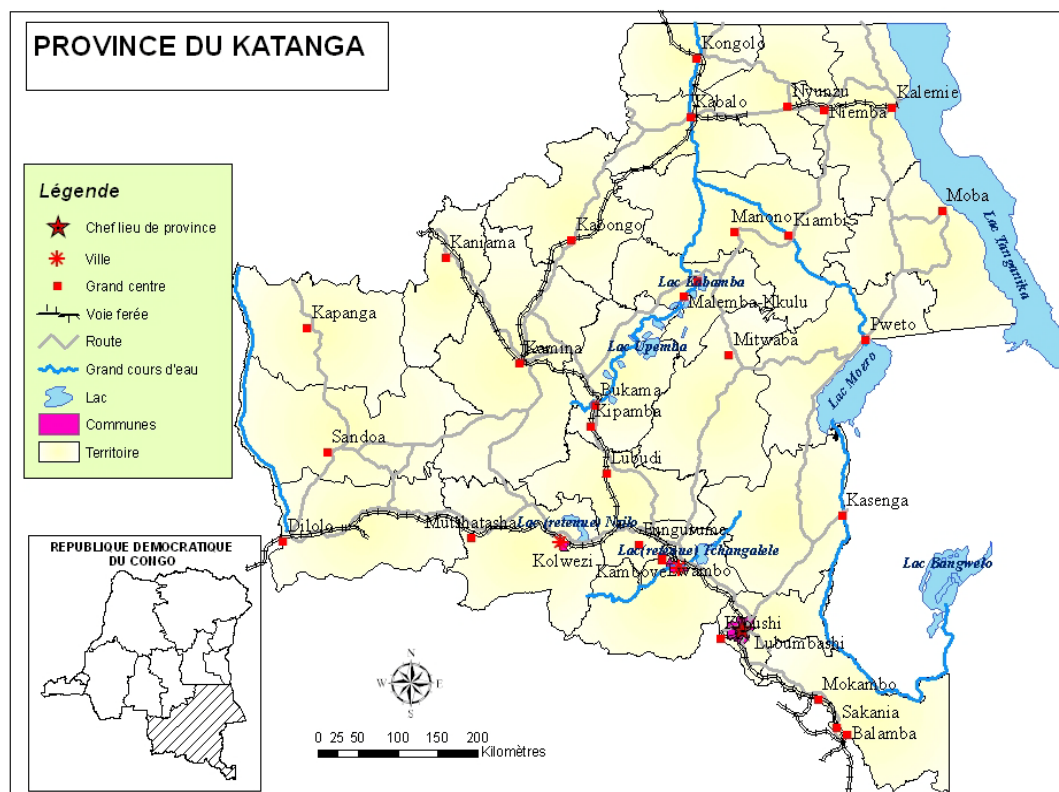 PROVINCE DU KATANGA
Légende
Chef lieu de province
Ville
Grand centre
Voie ferée
Route
Grand cours d'eau
Lac
Communes
Territoire
Kongolo
Kabalo
Nyunzu
Niemba
Kalemie
Moba
Lac Tanganika
Manono
Kiambi
Kabongo
Kaniama
Lac Kabamba
Malemba-Nkulu
Kapanga
Lac Upemba
Mitwaba
Pweto
Kamina
Lac Moero
Bukama
Kipamba
Sandoa
Lubudi
Kasenga
Dilolo
Mutshatsha
Lac (retenue) Nzilo
Kolwezi
Fungurume
Lac(retenue) Tchangalele
Kambove
Lwambo
Lac Bangwelo
Kipushi
Lubumbashi
Mokambo
Sakania
Balamba
REPUBLIQUE DEMOCRATIQUE
DU CONGO
N
W E
S
0 25 50 100 150 200
Kilomètres